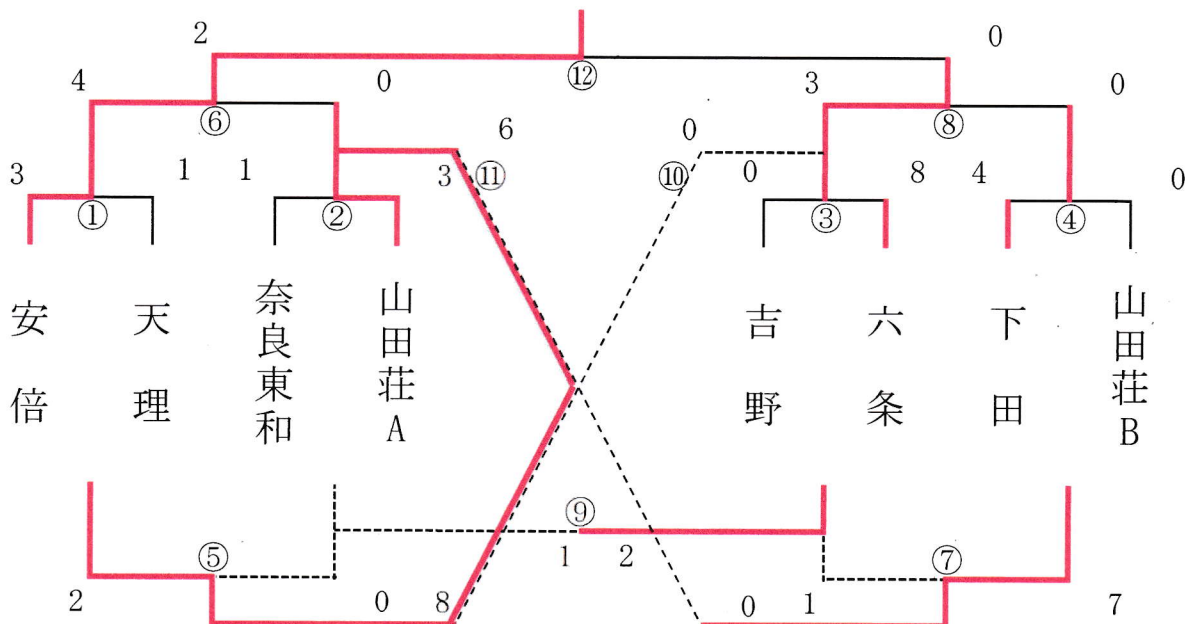 2 0
⑫
4 0 3 0
⑥ ⑧
6 0
3 1 1 3 ⑪ ⑩ 0 8 4 0
① ② ③ ④
安倍
天理
奈良東和
山田荘A
吉野
六条
下田
山田荘B
⑨
⑤ 1 2 ⑦
2 0 8 0 1 7